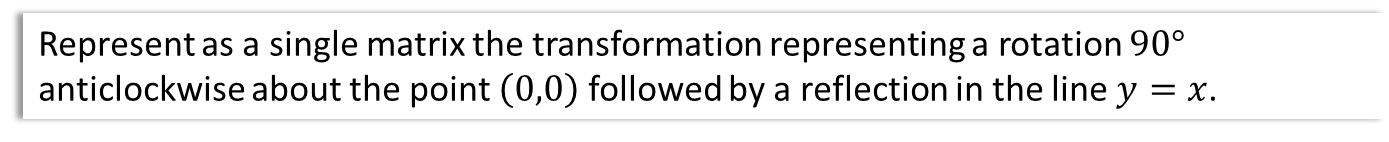 Represent as a single matrix the transformation representing a rotation 90°
anticlockwise about the point (0,0) followed by a reflection in the line y = x.